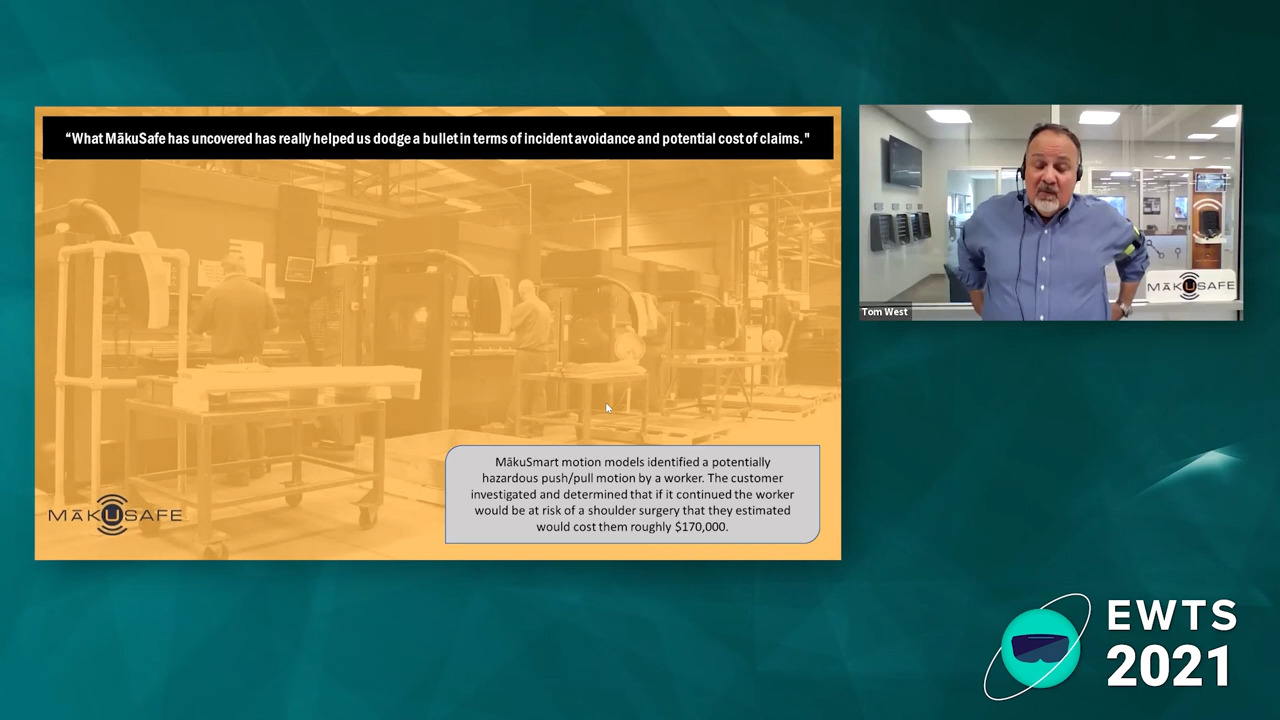 “What MākuSafe has uncovered has really helped us dodge a bullet in terms of incident avoidance and potential cost of claims."
MākuSmart motion models identified a potentially
hazardous push/pull motion by a worker. The customer
investigated and determined that if it continued the worker
would be at risk of a shoulder surgery that they estimated
would cost them roughly $170,000.
MĀKUSAFE
MĀKUSAFE
Tom West
EWTS
2021